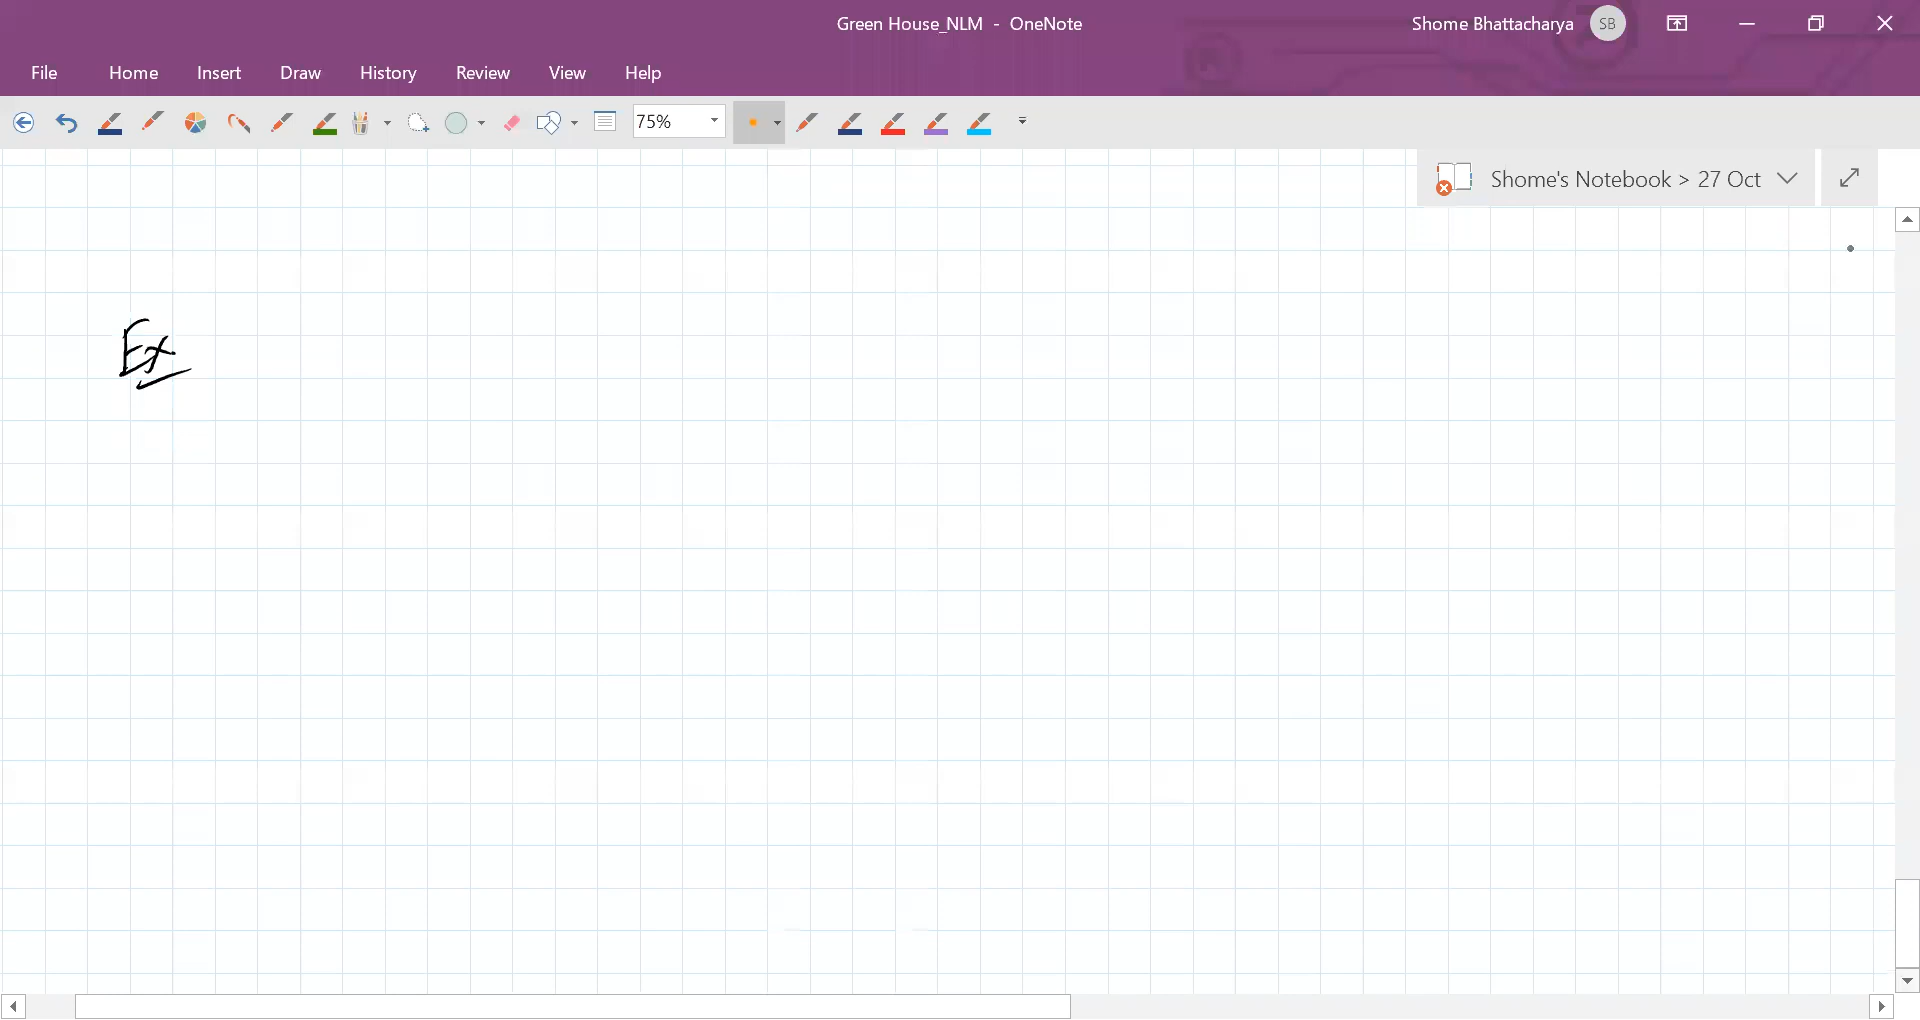 Green House_NLM - OneNote
Shome Bhattacharya SB
File Home Insert Draw History Review View Help
75%
Shome's Notebook > 27 Oct
Ex